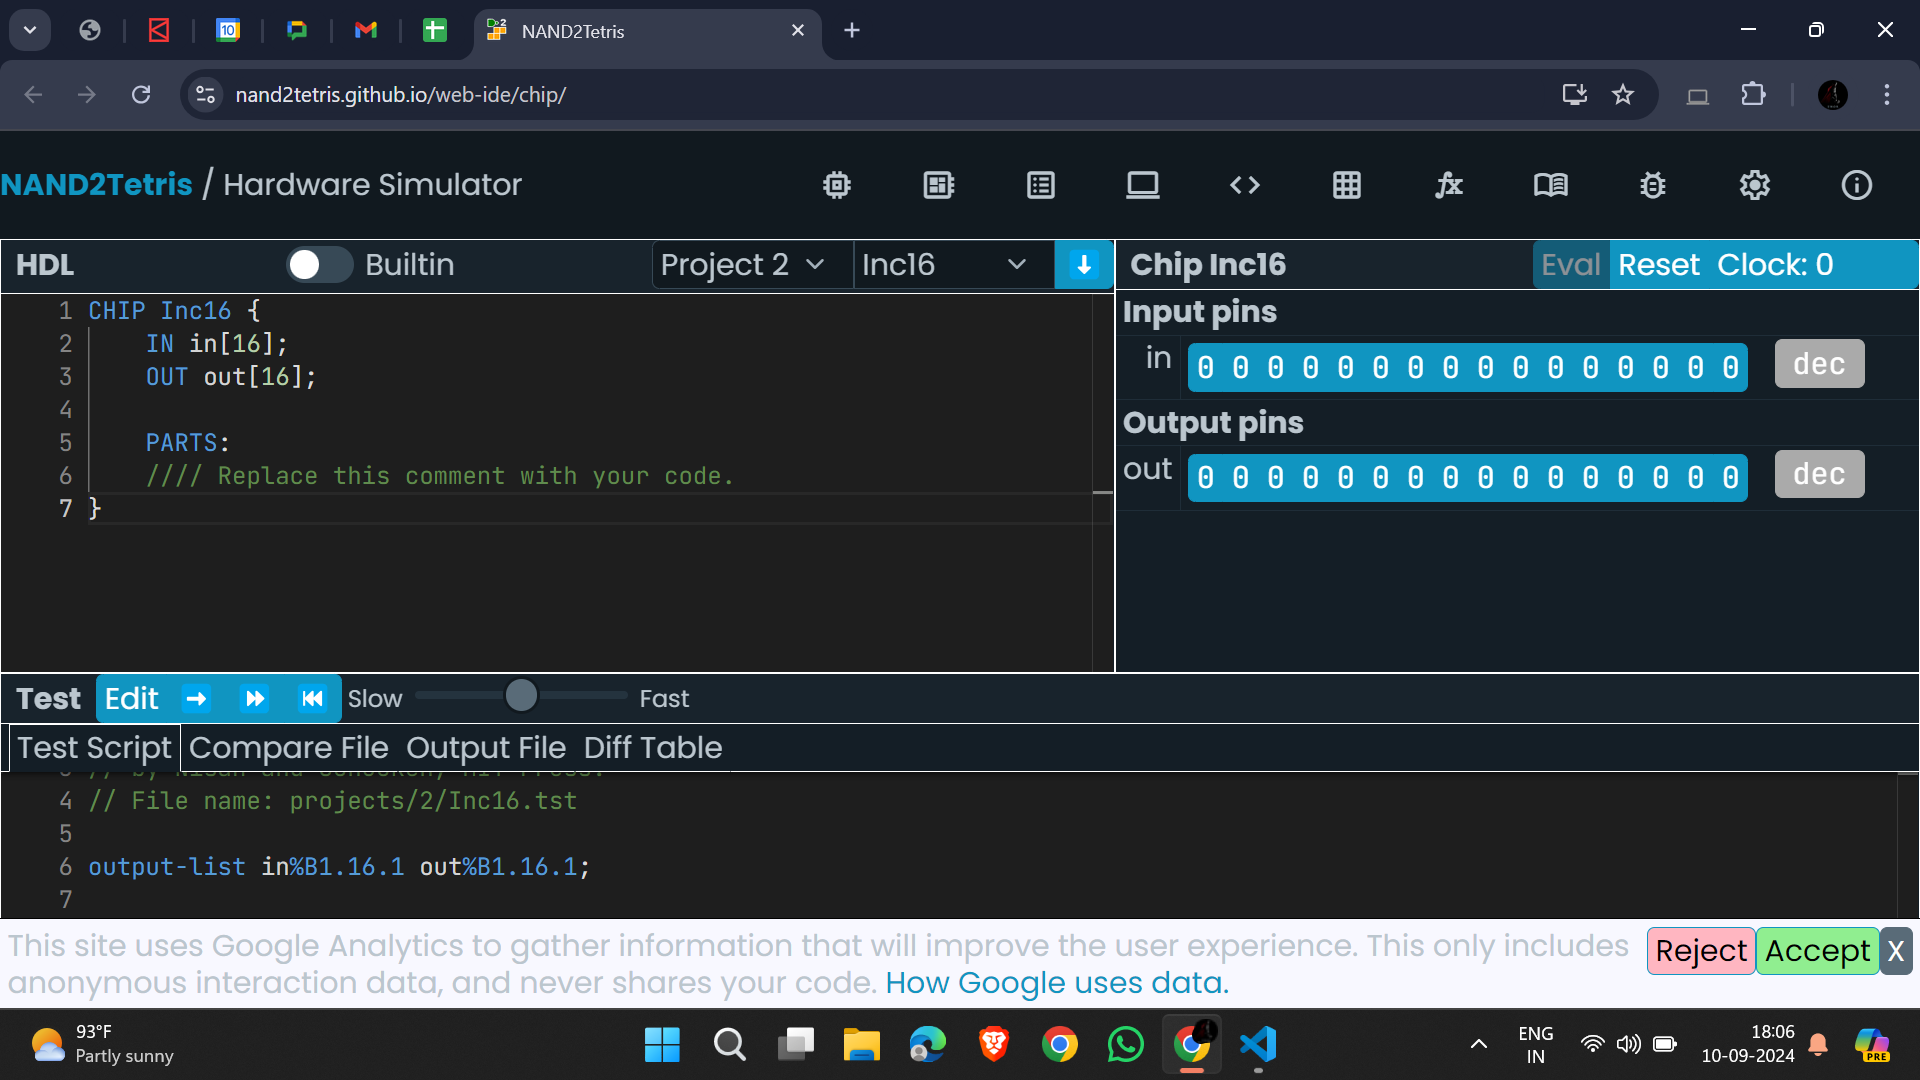 NAND2Tetris
nand2tetris.github.io/web-ide/chip/
NAND2Tetris / Hardware Simulator
HDL Builtin Project 2 Inc16
1 CHIP Inc16 {
2 IN in[16];
3 OUT out[16];
4
5 PARTS:
6 //// Replace this comment with your code.
7 }
Chip Inc16 Eval Reset Clock: 0
Input pins
in 0 0 0 0 0 0 0 0 0 0 0 0 0 0 0 0 dec
Output pins
out 0 0 0 0 0 0 0 0 0 0 0 0 0 0 0 0 dec
Test Edit Slow Fast
Test Script Compare File Output File Diff Table
4 // File name: projects/2/Inc16.tst
5
6 output-list in%B1.16.1 out%B1.16.1;
7
This site uses Google Analytics to gather information that will improve the user experience. This only includes
anonymous interaction data, and never shares your code. How Google uses data.
Reject Accept X
93°F
Partly sunny
ENG
IN
18:06
10-09-2024
PRE